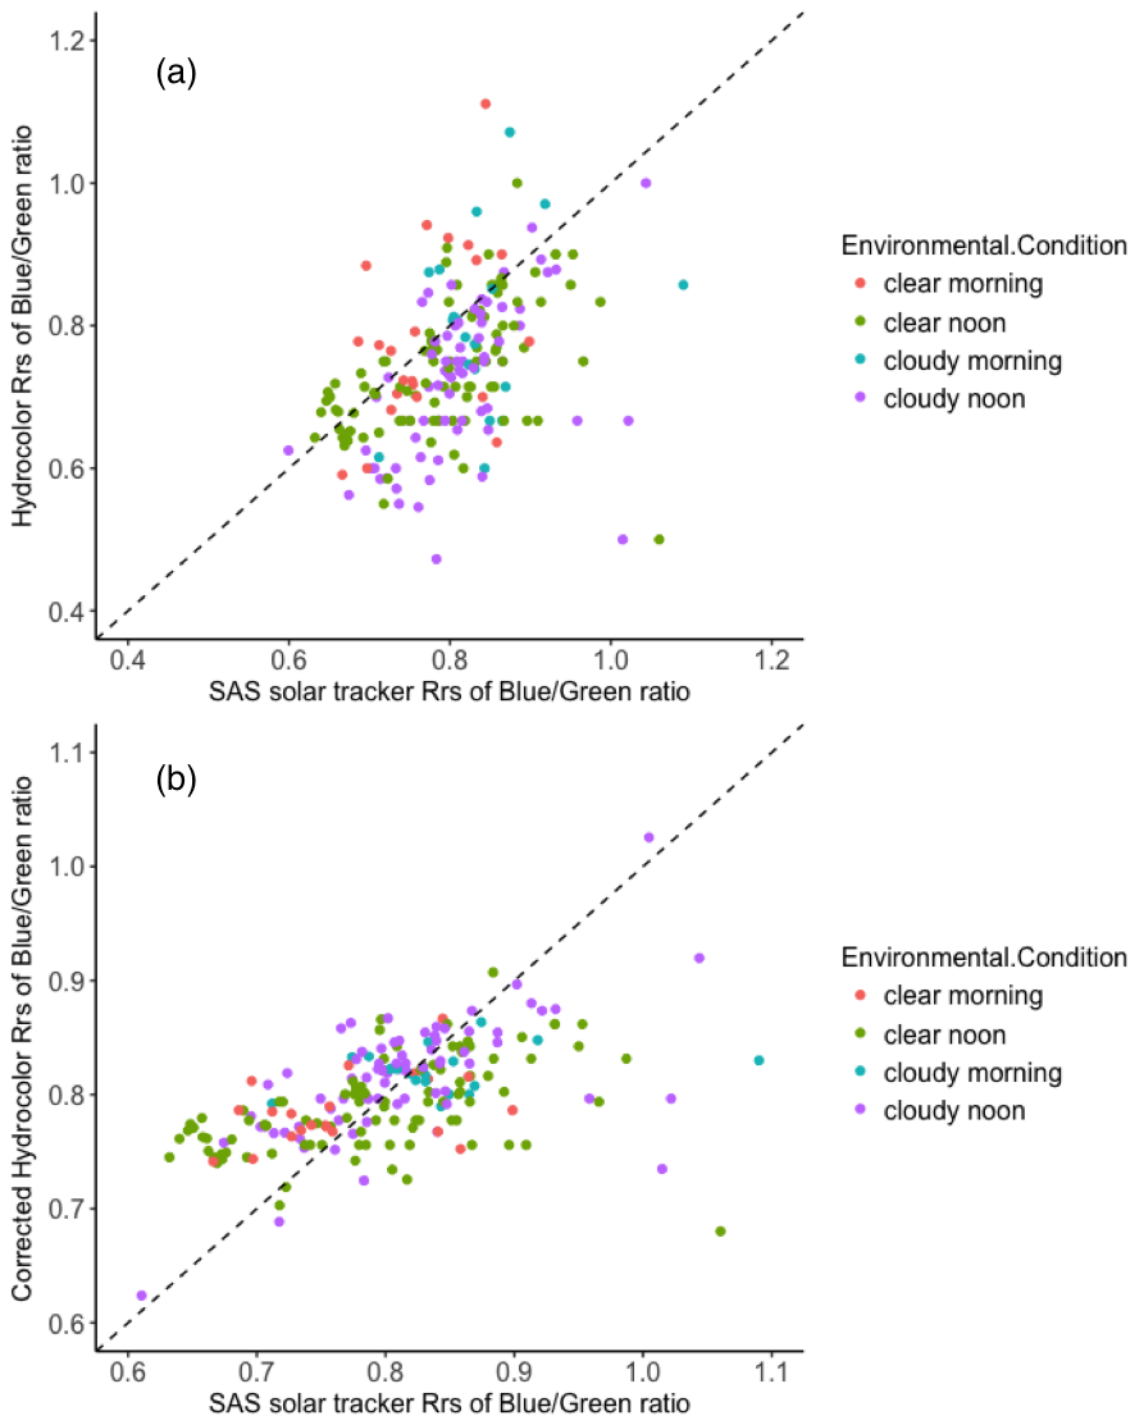 (a)
Hydrocolor Rrs of Blue/Green ratio
1.2
1.0
0.8
0.6
0.4
0.4 0.6 0.8 1.0 1.2
SAS solar tracker Rrs of Blue/Green ratio
Environmental.Condition
clear morning
clear noon
cloudy morning
cloudy noon
(b)
Corrected Hydrocolor Rrs of Blue/Green ratio
1.1
1.0
0.9
0.8
0.7
0.6
0.6 0.7 0.8 0.9 1.0 1.1
SAS solar tracker Rrs of Blue/Green ratio
Environmental.Condition
clear morning
clear noon
cloudy morning
cloudy noon